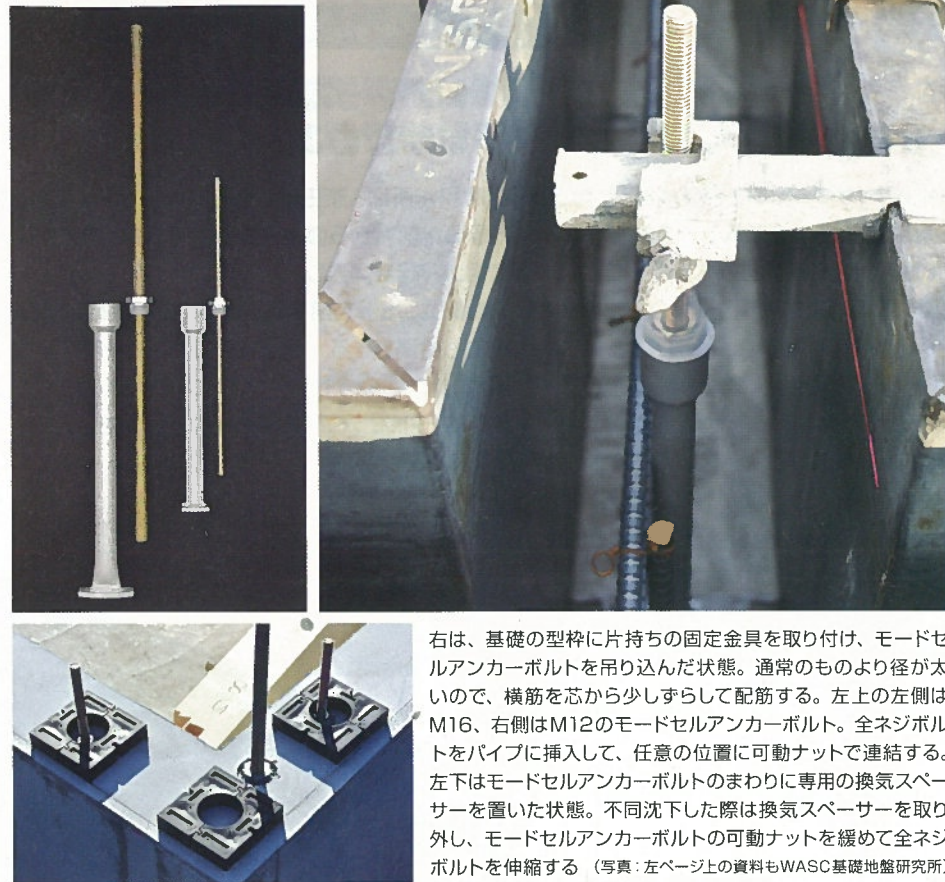 右は、基礎の型枠に片持ちの固定金具を取り付け、モードセ
ルアンカーボルトを吊り込んだ状態。通常のものより径が太
いので、横筋を芯から少しずらして配筋する。左上の左側は
M16、右側はM12のモードセルアンカーボルト。全ネジボル
トをパイプに挿入して、任意の位置に可動ナットで連結する。
左下はモードセルアンカーボルトのまわりに専用の換気スペー
サーを置いた状態。不同沈下した際は換気スペーサーを取り
外し、モードセルアンカーボルトの可動ナットを緩めて全ネジ
ボルトを伸縮する（写真：左ページ上の資料もWASC基礎地盤研究所）